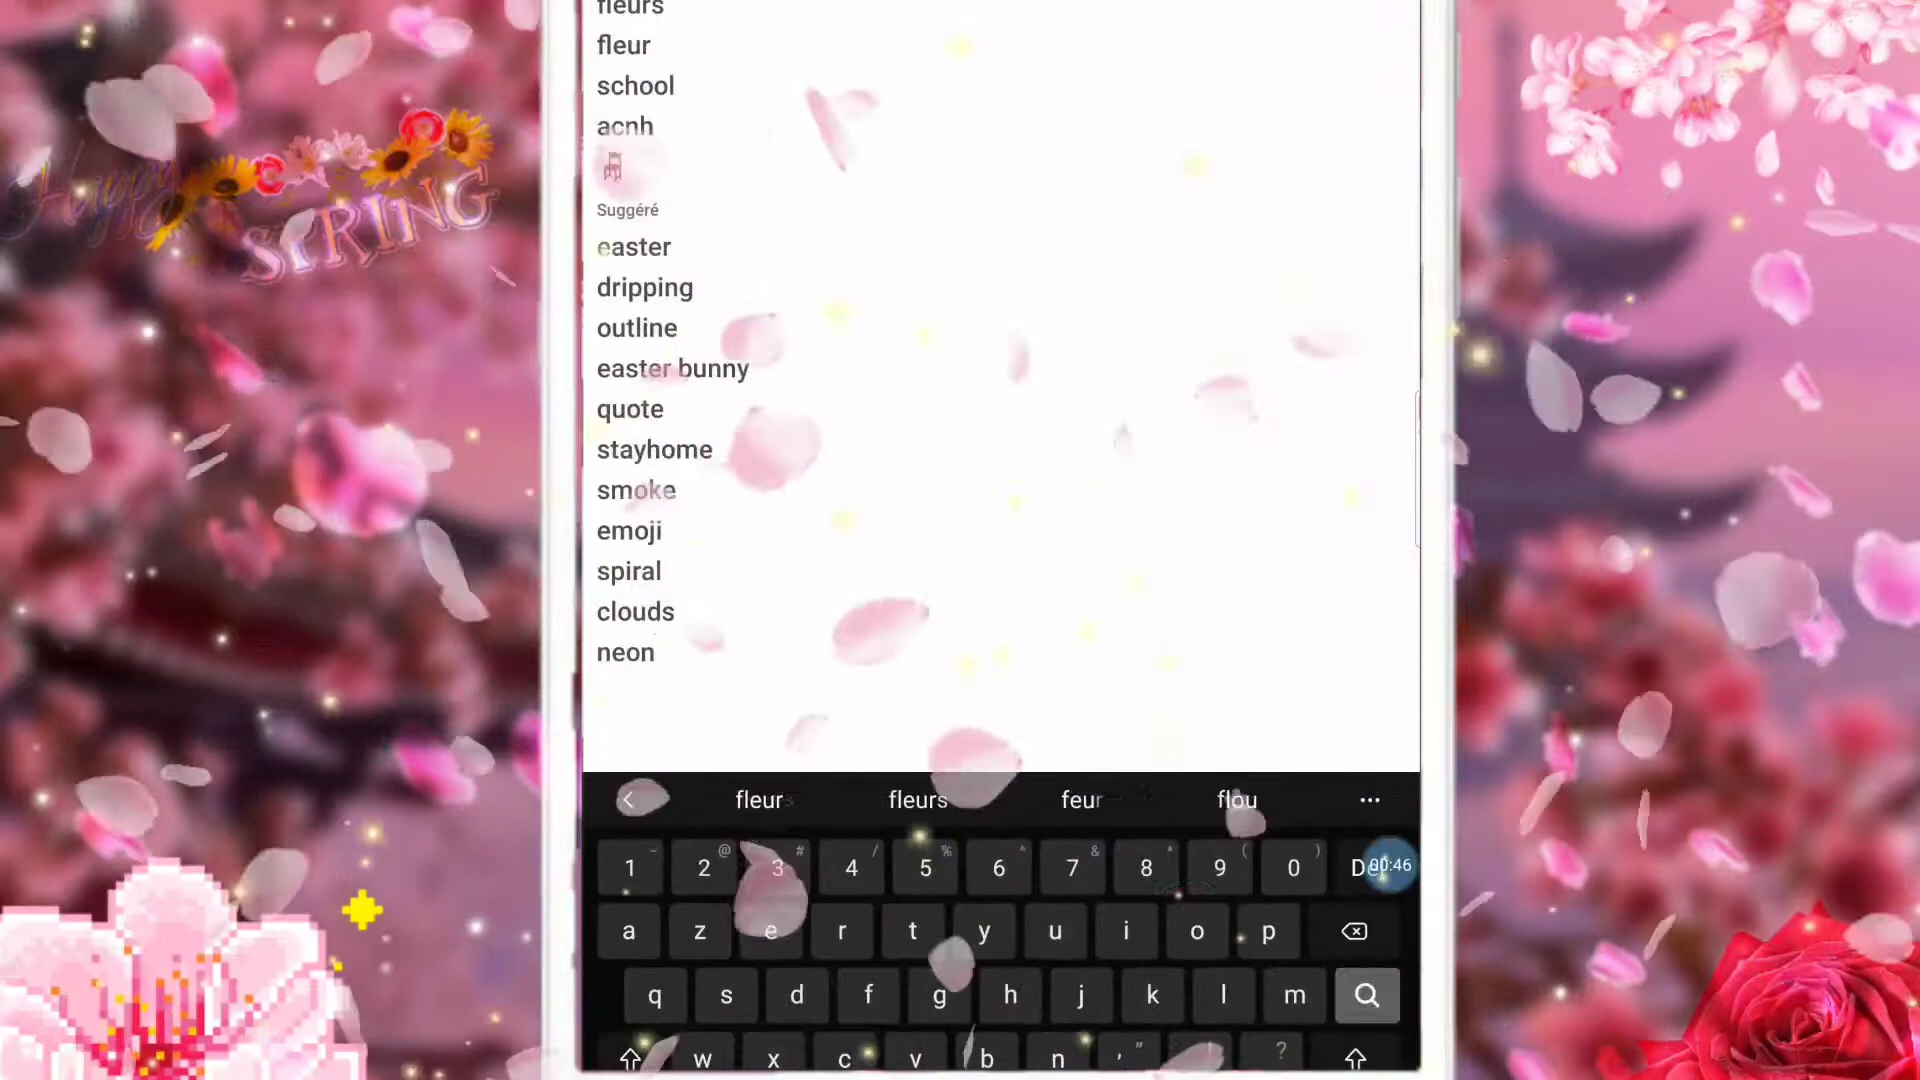 fleurs
fleur
school
acnh
Happy
SPRING
Suggéré
easter
dripping
outline
easter bunny
quote
stayhome
smoke
emoji
spiral
clouds
neon
fleur fleurs feur flou ...
1 2 3 4 5 6 7 8 9 0 00:46
a z e r t y u i o p
q s d f g h j k l m
w x c v b n , ?